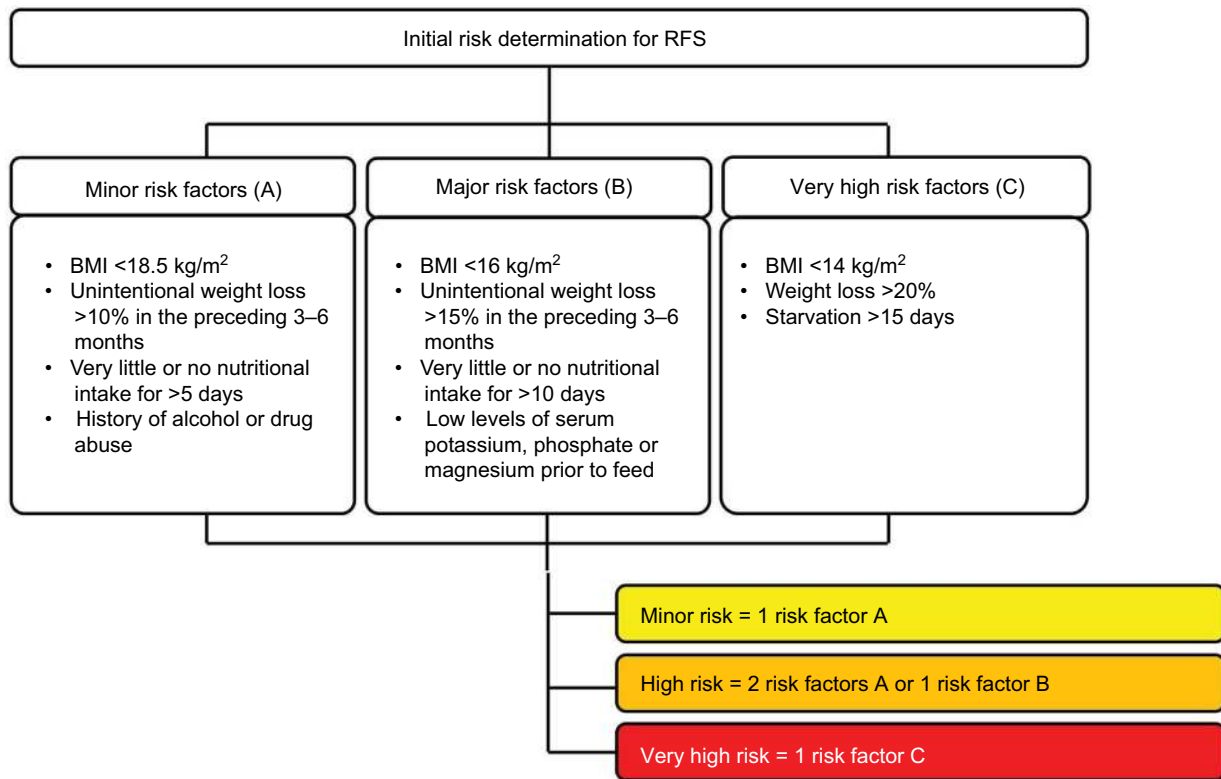 Initial risk determination for RFS
Minor risk factors (A)
• BMI <18.5 kg/m²
• Unintentional weight loss
>10% in the preceding 3–6
months
• Very little or no nutritional
intake for >5 days
• History of alcohol or drug
abuse
Major risk factors (B)
• BMI <16 kg/m²
• Unintentional weight loss
>15% in the preceding 3–6
months
• Very little or no nutritional
intake for >10 days
• Low levels of serum
potassium, phosphate or
magnesium prior to feed
Very high risk factors (C)
• BMI <14 kg/m²
• Weight loss >20%
• Starvation >15 days
Minor risk = 1 risk factor A
High risk = 2 risk factors A or 1 risk factor B
Very high risk = 1 risk factor C